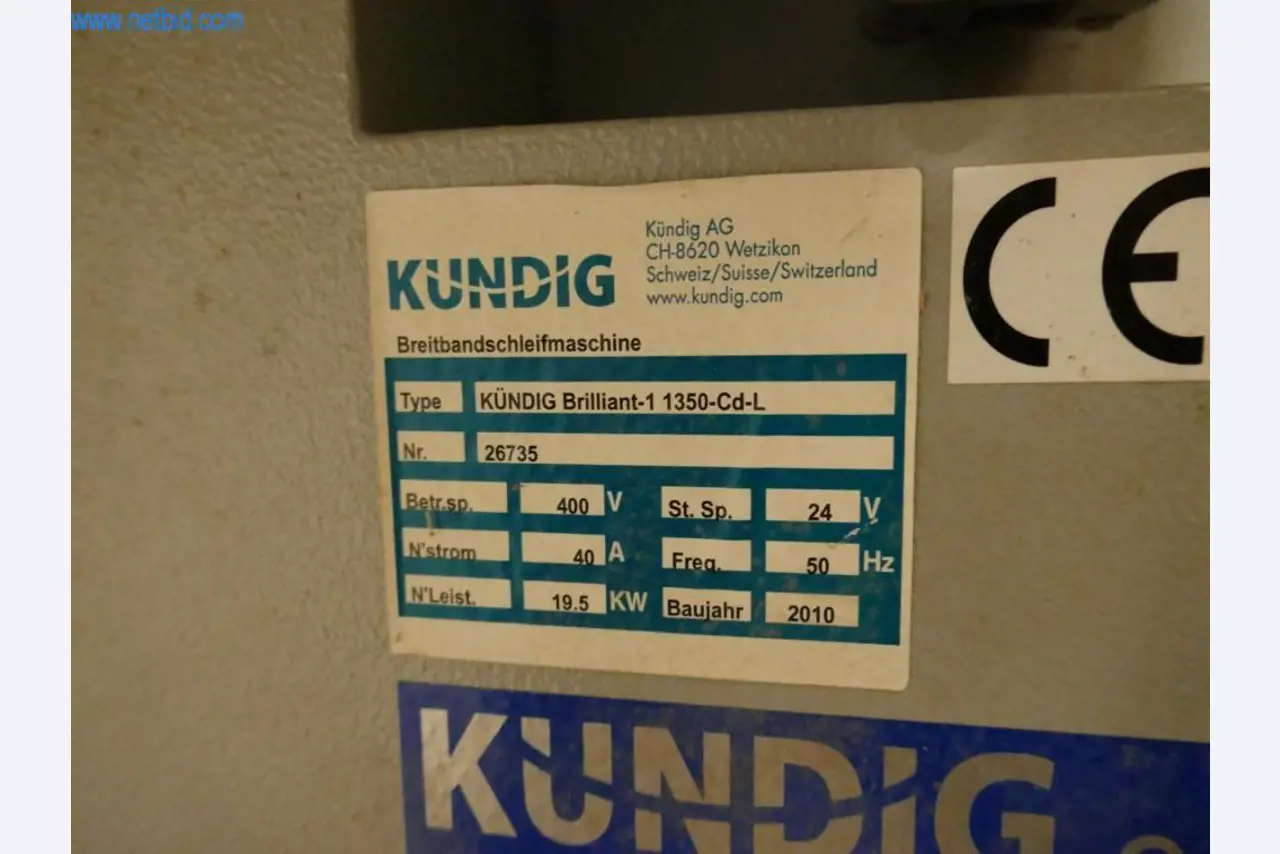 www.netbid.com
KÜNDIG
Kündig AG
CH-8620 Wetzikon
Schweiz/Suisse/Switzerland
www.kundig.com
CE
Breitbandschleifmaschine
Type KÜNDIG Brilliant-1 1350-Cd-L
Nr. 26735
Betr.sp. 400 V St. Sp. 24 V
N'strom 40 A Freq. 50 Hz
N'Leist. 19.5 KW Baujahr 2010
KÜNDIG